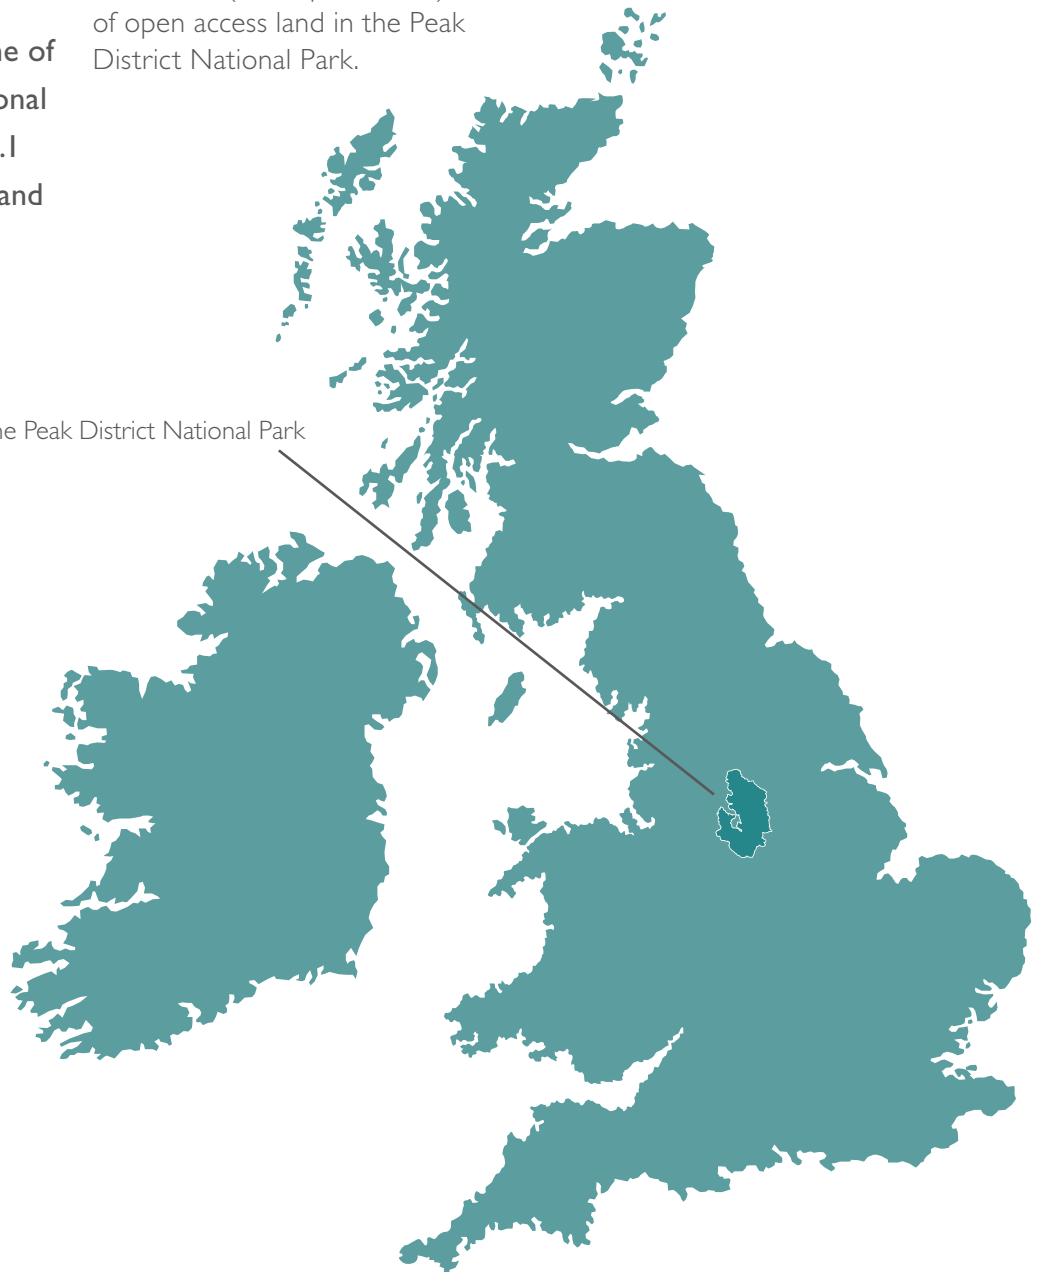 of open access land in the Peak
District National Park.
ne of
onal
.1
and
ne Peak District National Park